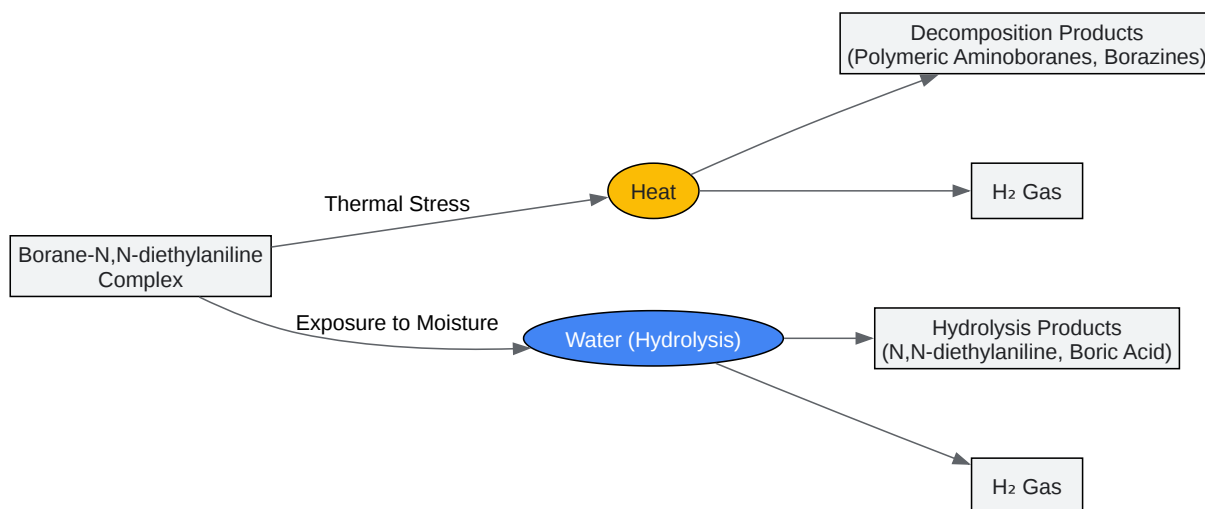 Decomposition Products
(Polymeric Aminoboranes, Borazines)
Heat
H₂ Gas
Thermal Stress
Borane-N,N-diethylaniline
Complex
Exposure to Moisture
Water (Hydrolysis)
Hydrolysis Products
(N,N-diethylaniline, Boric Acid)
H₂ Gas